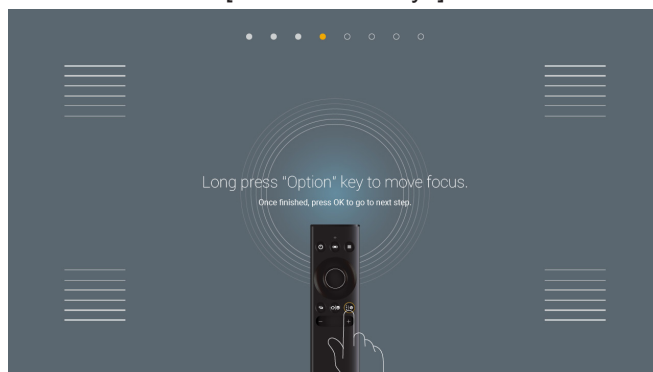 Long press "Option" key to move focus.
Once finished, press OK to go to next step.